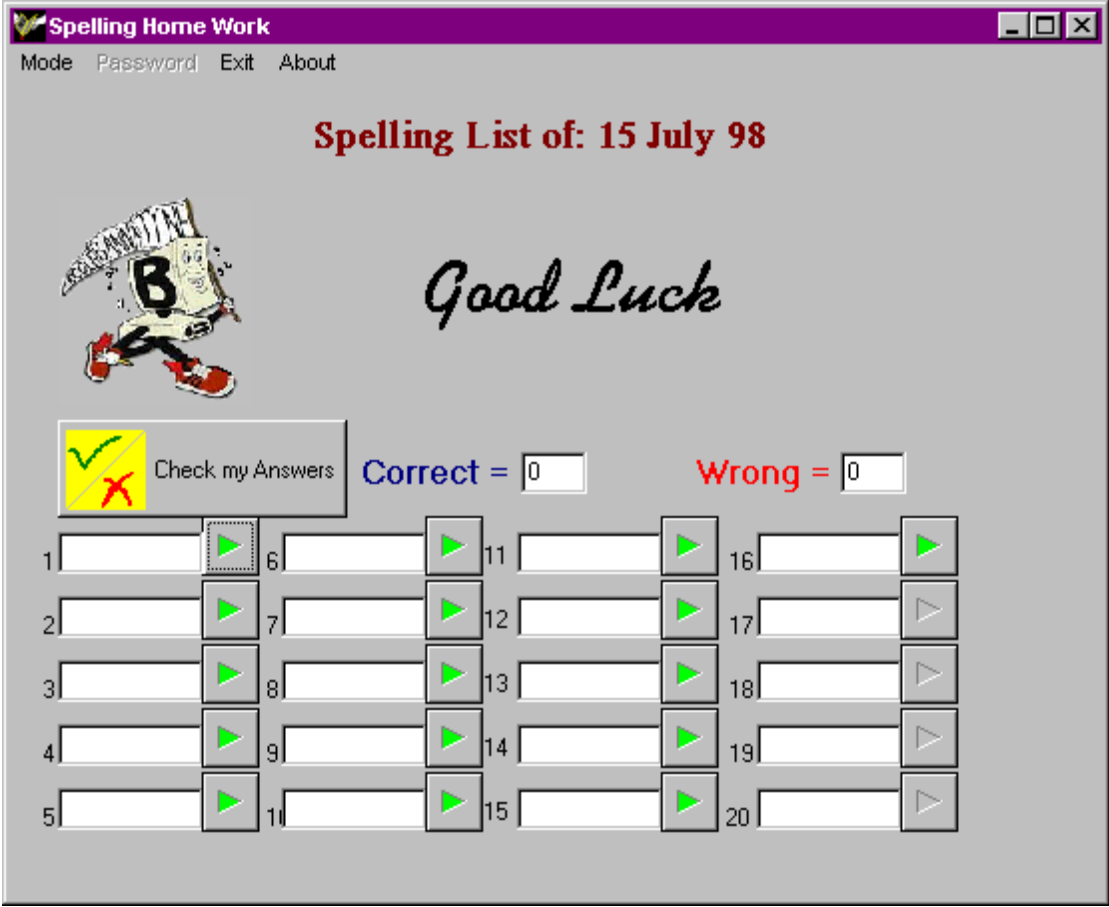 Spelling Home Work
Mode Password Exit About
Spelling List of: 15 July 98
B
Good Luck
Check my Answers Correct = 0 Wrong = 0
1 6 11 16
2 7 12 17
3 8 13 18
4 9 14 19
5 10 15 20